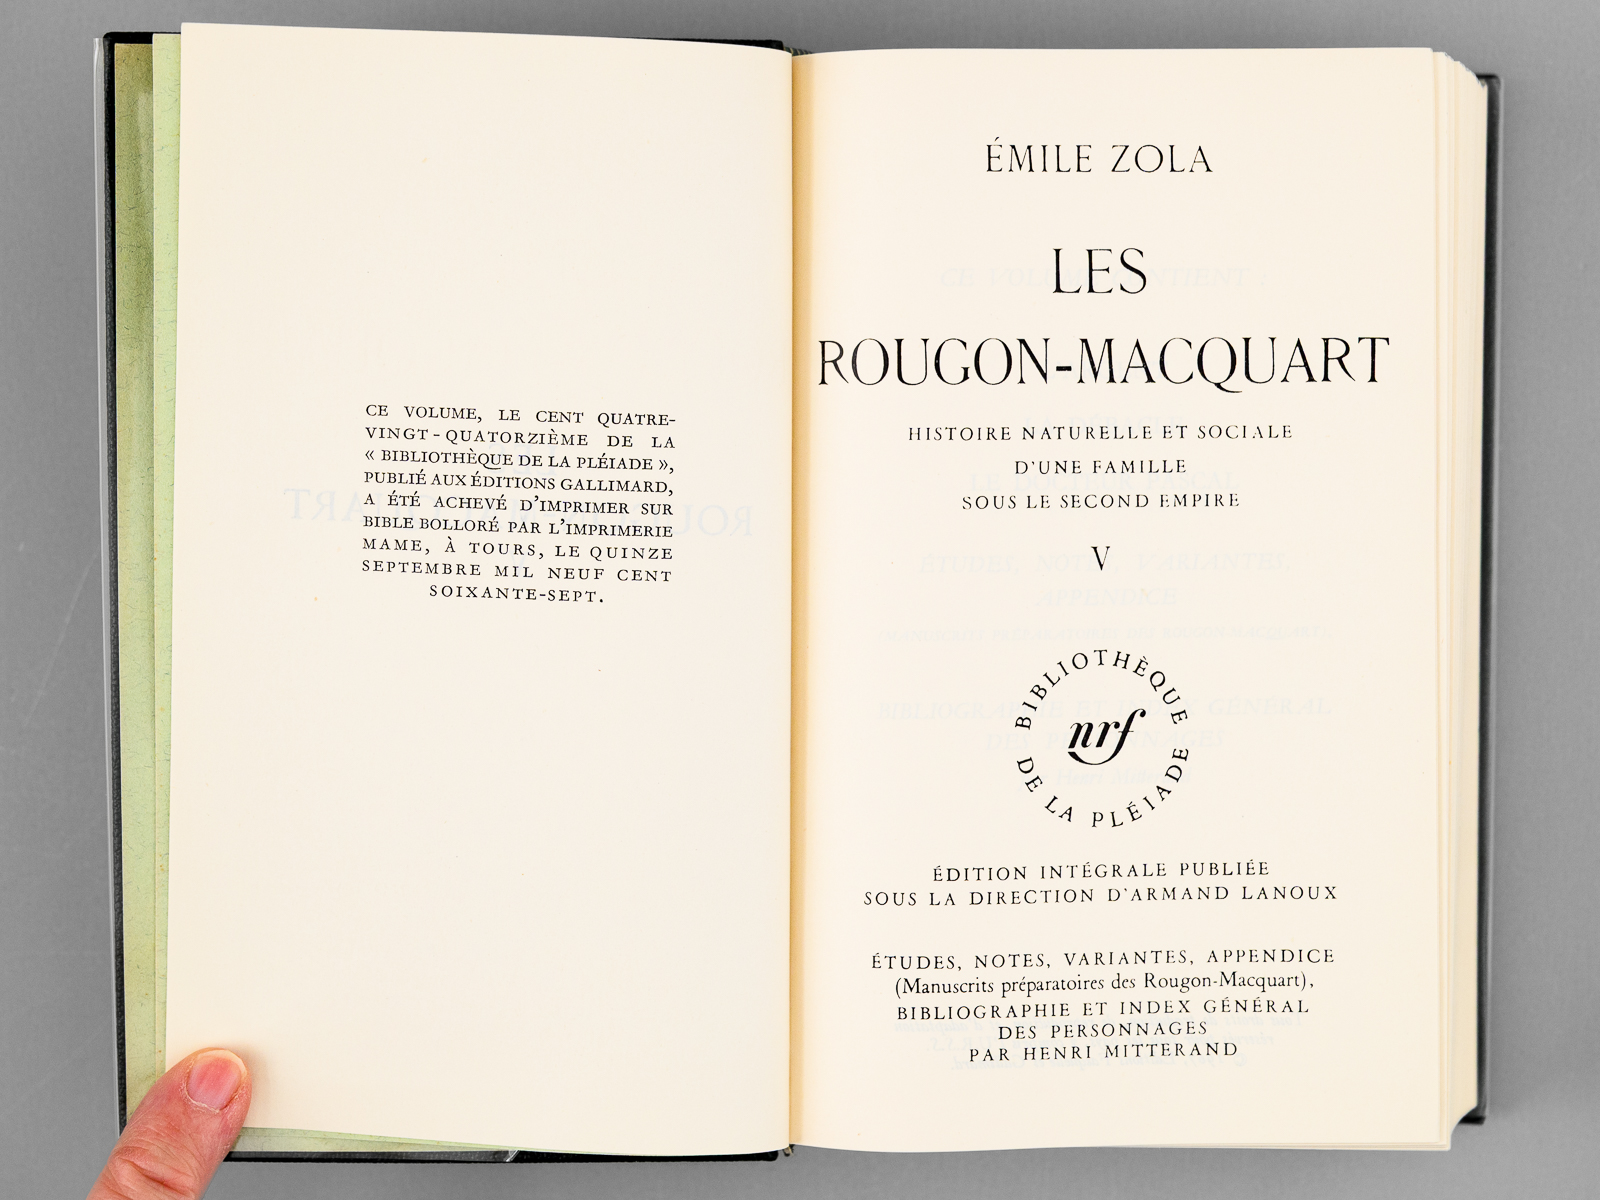 CE VOLUME, LE CENT QUATRE-
VINGT-QUATORZIÈME DE LA
« BIBLIOTHÈQUE DE LA PLÉIADE »,
PUBLIÉ AUX ÉDITIONS GALLIMARD,
A ÉTÉ ACHEVÉ D'IMPRIMER SUR
BIBLE BOLLORÉ PAR L'IMPRIMERIE
MAME, À TOURS, LE QUINZE
SEPTEMBRE MIL NEUF CENT
SOIXANTE-SEPT.
ÉMILE ZOLA
LES
ROUGON-MACQUART
HISTOIRE NATURELLE ET SOCIALE
D'UNE FAMILLE
SOUS LE SECOND EMPIRE
V
BIBLIOTHÈQUE
DE LA PLÉIADE
nrf
ÉDITION INTÉGRALE PUBLIÉE
SOUS LA DIRECTION D'ARMAND LANOUX
ÉTUDES, NOTES, VARIANTES, APPENDICE
(Manuscrits préparatoires des Rougon-Macquart),
BIBLIOGRAPHIE ET INDEX GÉNÉRAL
DES PERSONNAGES
PAR HENRI MITTERAND